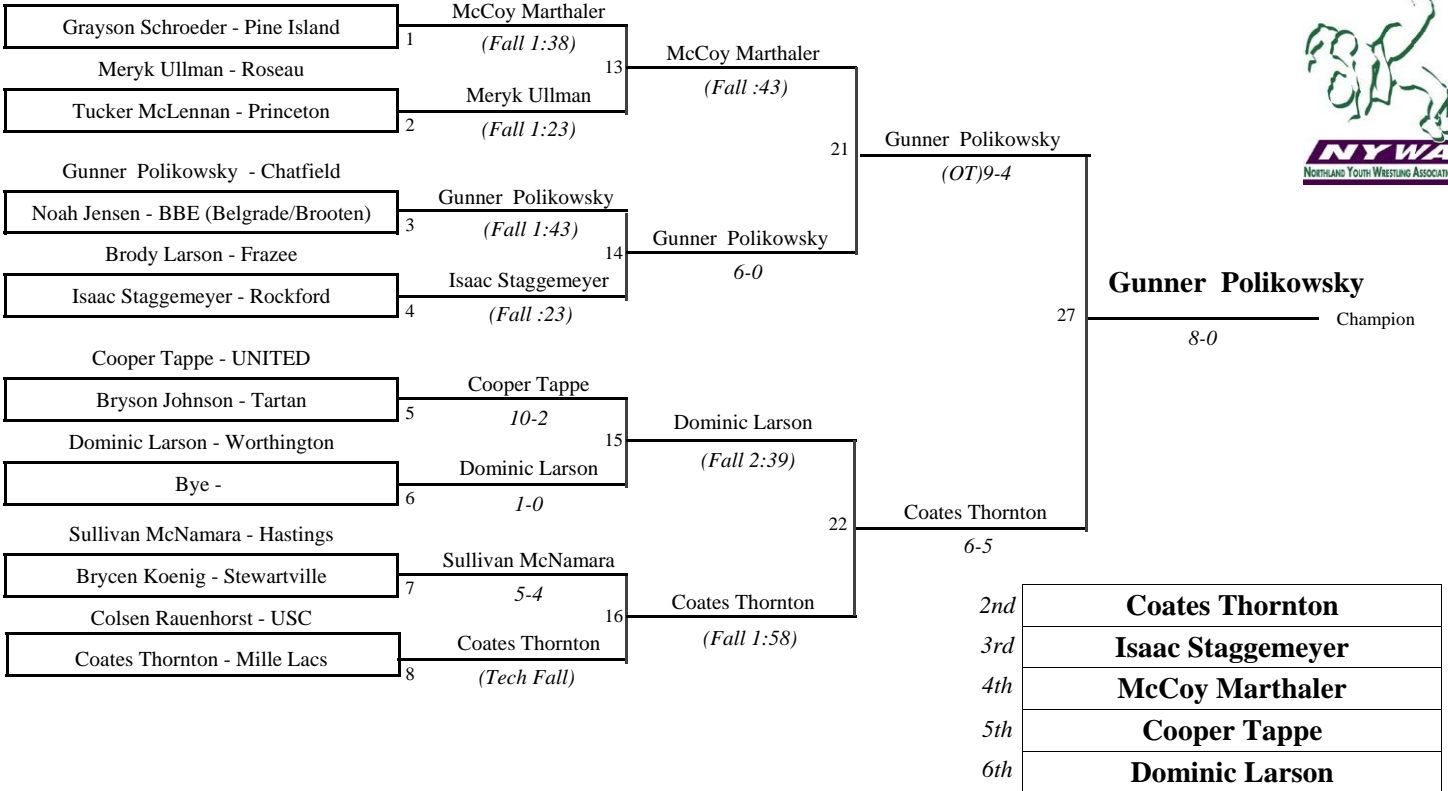 McCoy Marthaler
Grayson Schroeder - Pine Island
1
(Fall 1:38)
Meryk Ullman - Roseau
13
McCoy Marthaler
(Fall :43)
Tucker McLennan - Princeton
2
Meryk Ullman
(Fall 1:23)
21
Gunner Polikowsky
(OT)9-4
Gunner Polikowsky - Chatfield
Noah Jensen - BBE (Belgrade/Brooten)
3
Gunner Polikowsky
(Fall 1:43)
Brody Larson - Frazee
14
Gunner Polikowsky
6-0
Isaac Staggemeyer - Rockford
4
Isaac Staggemeyer
(Fall :23)
27
Gunner Polikowsky
Champion
8-0
Cooper Tappe - UNITED
Bryson Johnson - Tartan
5
Cooper Tappe
10-2
Dominic Larson - Worthington
15
Dominic Larson
(Fall 2:39)
Bye -
6
Dominic Larson
1-0
22
Coates Thornton
6-5
Sullivan McNamara - Hastings
Brycen Koenig - Stewartville
7
Sullivan McNamara
5-4
Colsen Rauenhorst - USC
16
Coates Thornton
(Fall 1:58)
Coates Thornton - Mille Lacs
8
Coates Thornton
(Tech Fall)
2nd Coates Thornton
3rd Isaac Staggemeyer
4th McCoy Marthaler
5th Cooper Tappe
6th Dominic Larson
NYWA
NORTHLAND YOUTH WRESTLING